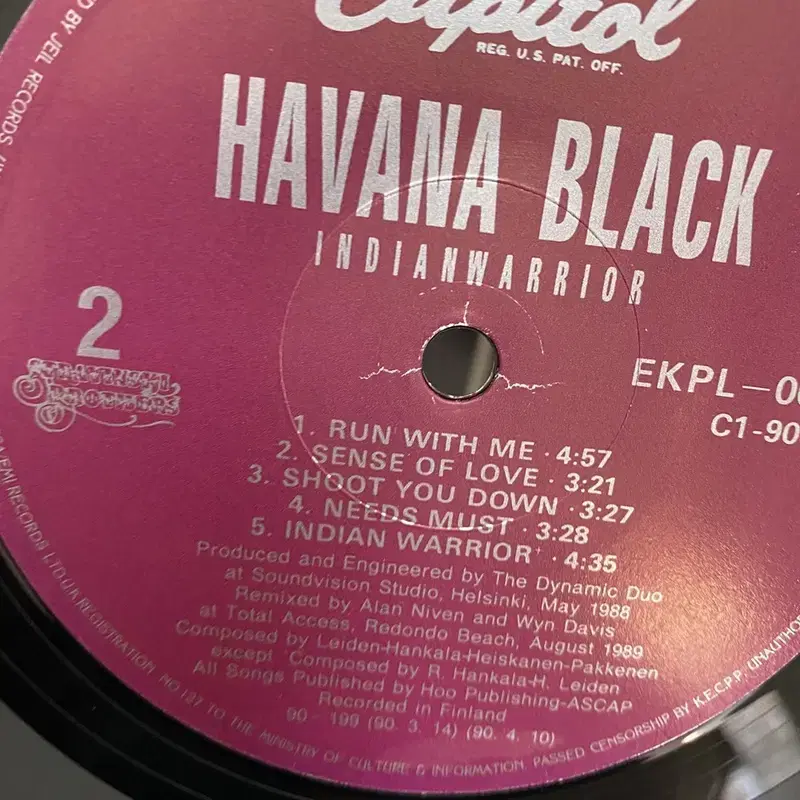 Capitol
REG. U.S. PAT. OFF.
HAVANA BLACK
INDIANWARRIOR
2
EKPL-00
C1-90
1. RUN WITH ME · 4:57
2. SENSE OF LOVE · 3:21
3. SHOOT YOU DOWN · 3:27
4. NEEDS MUST · 3:28
5. INDIAN WARRIOR · 4:35
Produced and Engineered by The Dynamic Duo
at Soundvision Studio, Helsinki, May 1988
Remixed by Alan Niven and Wyn Davis
at Total Access, Redondo Beach, August 1989
Composed by Leiden-Hankala-Heiskanen-Pakkenen
except Composed by R. Hankala-H. Leiden
All Songs Published by Hoo Publishing-ASCAP
Recorded in Finland
90-199 (90. 3. 14) (90. 4. 10)
BY JEIL RECORDS,
EMI RECORDS LTD. U.K REGISTRATION NO 127 TO THE MINISTRY OF CULTURE & INFORMATION. PASSED CENSORSHIP BY K.E.C.P.P. UNAUTHOR